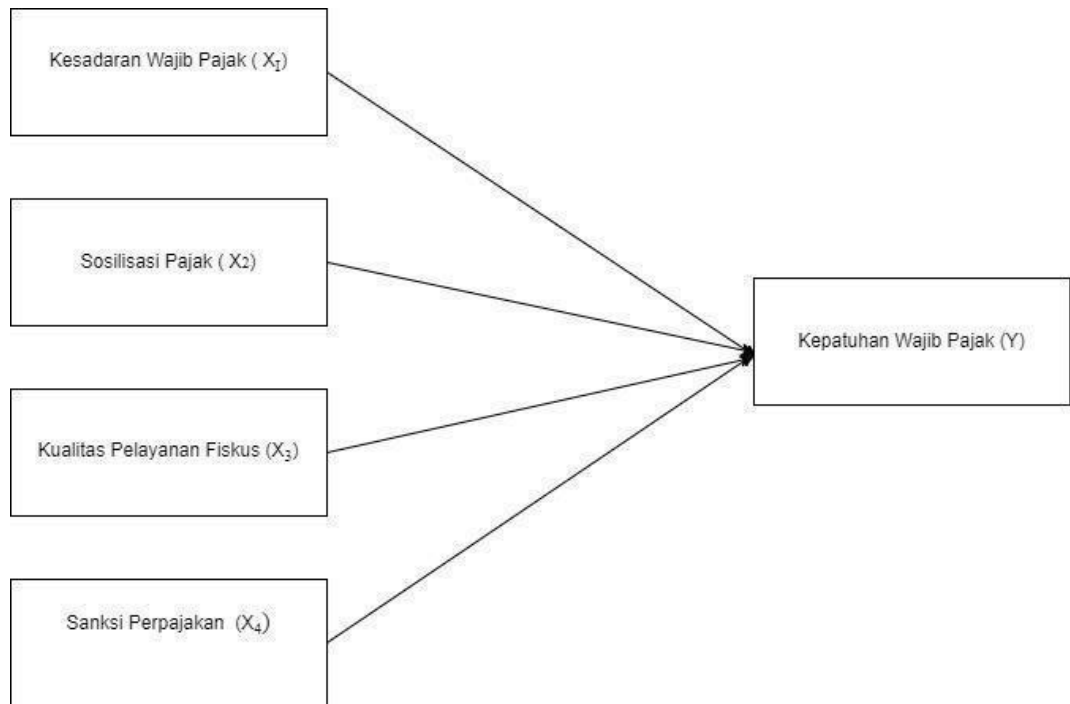 Kesadaran Wajib Pajak ( X₁)
Sosilisasi Pajak ( X2)
Kualitas Pelayanan Fiskus (X₃)
Sanksi Perpajakan (X₄)
Kepatuhan Wajib Pajak (Y)